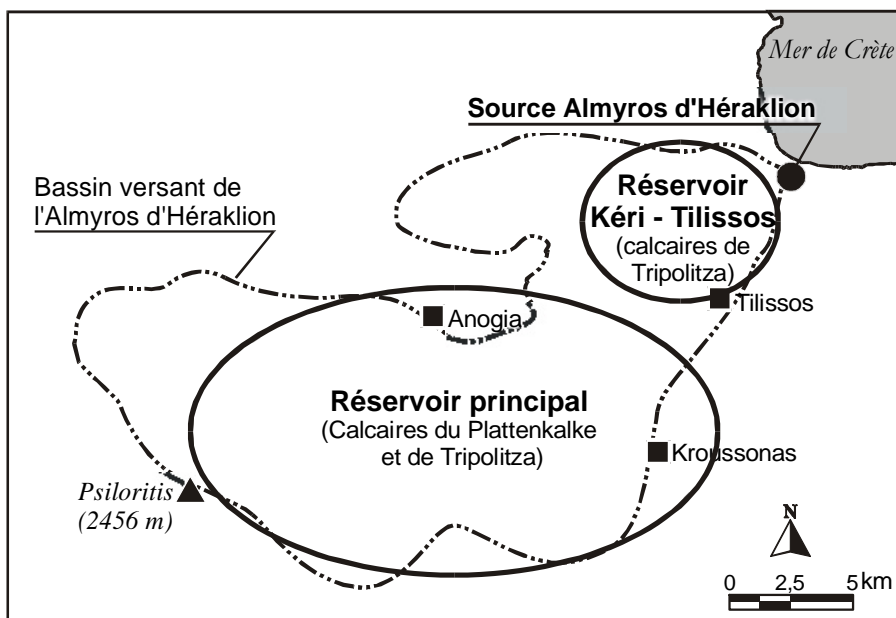 Mer de Crète
Source Almyros d'Héraklion
Bassin versant de
l'Almyros d'Héraklion
Réservoir
Kéri - Tilissos
(calcaires de
Tripolitza)
Tilissos
Anogia
Réservoir principal
(Calcaires du Plattenkalke
et de Tripolitza)
Kroussonas
Psiloritis
(2456 m)
N
0 2,5 5 km